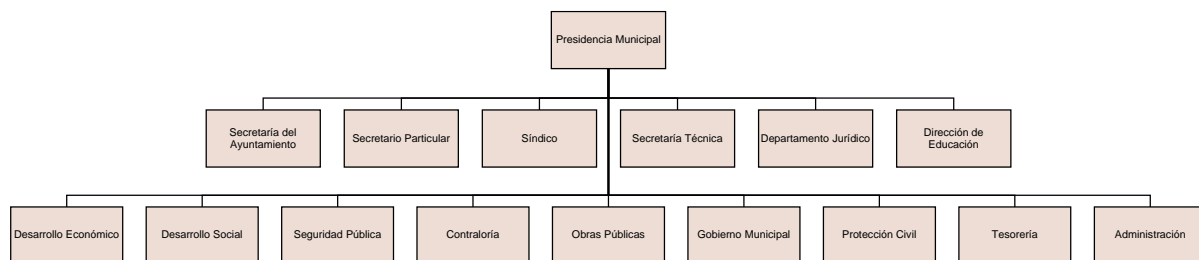 Presidencia Municipal
Secretaría del
Ayuntamiento
Secretario Particular
Síndico
Secretaría Técnica
Departamento Jurídico
Dirección de
Educación
Desarrollo Económico
Desarrollo Social
Seguridad Pública
Contraloría
Obras Públicas
Gobierno Municipal
Protección Civil
Tesorería
Administración